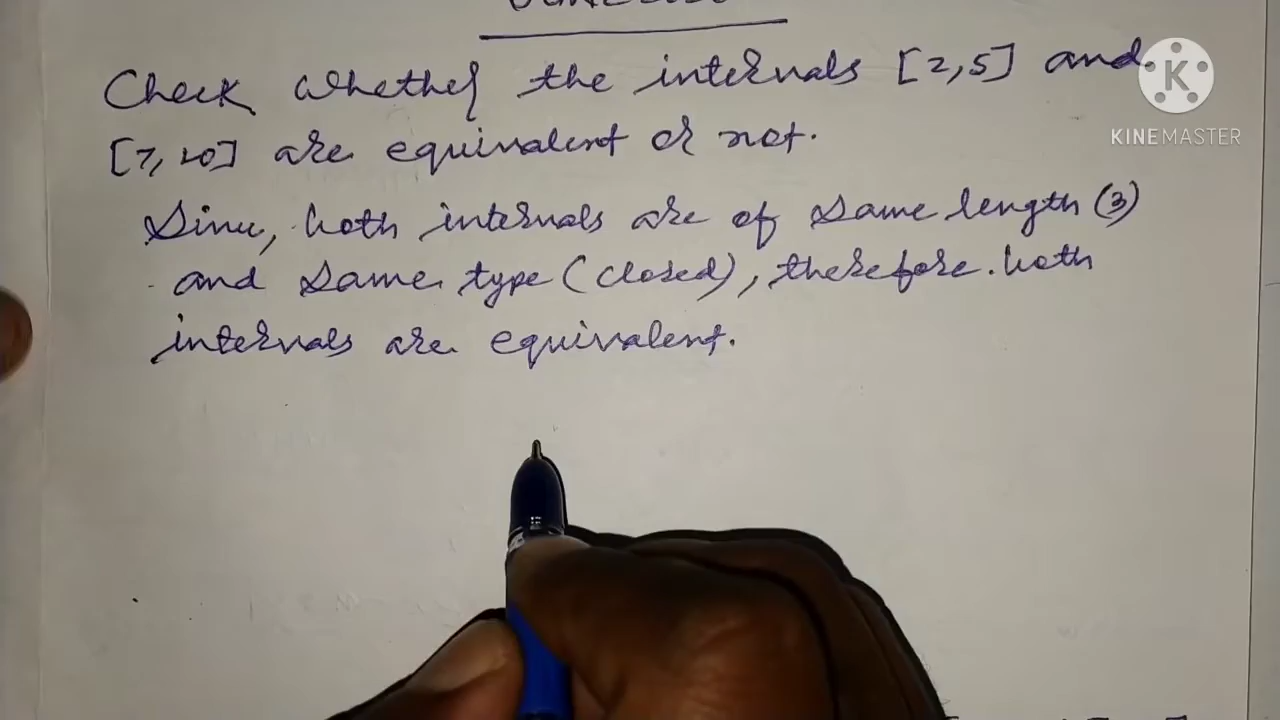 Check whether the intervals [2,5] and
[7,10] are equivalent or not.
Since, both intervals are of same length (3)
and same type (closed), therefore both
intervals are equivalent.
K
KINEMASTER